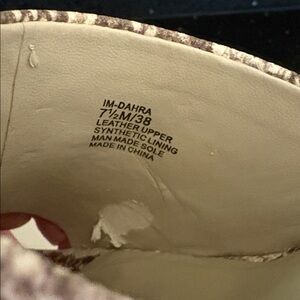 IM-DAHRA
7½M/38
LEATHER UPPER
SYNTHETIC LINING
MAN MADE SOLE
MADE IN CHINA